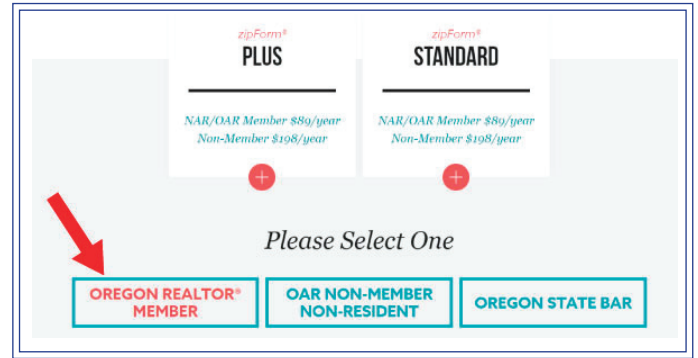 zipForm®
PLUS
NAR/OAR Member $89/year
Non-Member $198/year
+
zipForm®
STANDARD
NAR/OAR Member $89/year
Non-Member $198/year
+
Please Select One
OREGON REALTOR®
MEMBER
OAR NON-MEMBER
NON-RESIDENT
OREGON STATE BAR